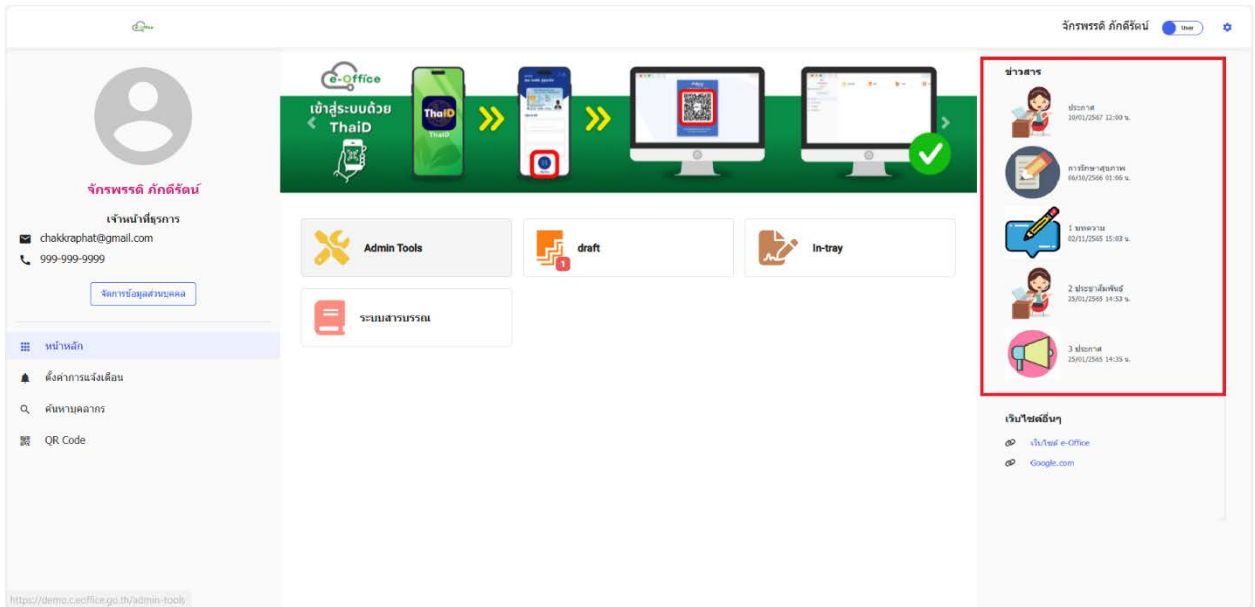 e-Office
จักรพรรดิ ภักดีรัตน์
User
จักรพรรดิ ภักดีรัตน์
เจ้าหน้าที่ธุรการ
chakkraphat@gmail.com
999-999-9999
จัดการข้อมูลส่วนบุคคล
หน้าหลัก
ตั้งค่าการแจ้งเตือน
ค้นหาบุคลากร
QR Code
e-Office
เข้าสู่ระบบด้วย
ThaiD
ThaiD
ThaiD
Admin Tools
draft
1
In-tray
ระบบสารบรรณ
ข่าวสาร
ประกาศ
10/01/2567 12:00 น.
การรักษาสุขภาพ
06/10/2566 01:06 น.
1 บทความ
02/11/2565 15:03 น.
2 ประชาสัมพันธ์
25/01/2565 14:53 น.
3 ประกาศ
25/01/2565 14:35 น.
เว็บไซต์อื่นๆ
เว็บไซต์ e-Office
Google.com
https://demo.c.eoffice.go.th/admin-tools